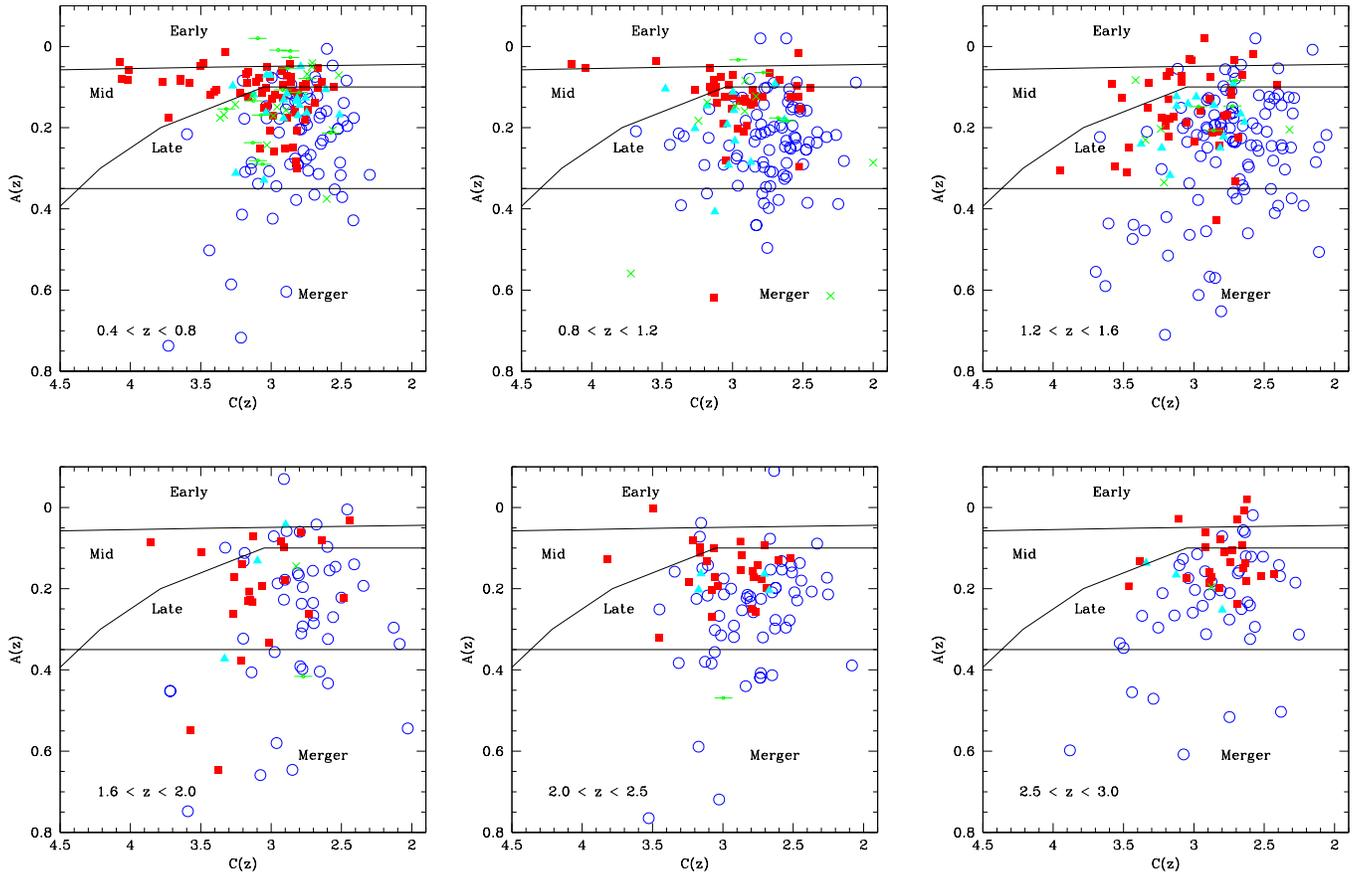 Early
Mid
Late
Merger
0.4 < z < 0.8
0
0.2
0.4
0.6
0.8
A(z)
4.5 4 3.5 3 2.5 2
C(z)
Early
Mid
Late
Merger
0.8 < z < 1.2
0
0.2
0.4
0.6
0.8
A(z)
4.5 4 3.5 3 2.5 2
C(z)
Early
Mid
Late
Merger
1.2 < z < 1.6
0
0.2
0.4
0.6
0.8
A(z)
4.5 4 3.5 3 2.5 2
C(z)
Early
Mid
Late
Merger
1.6 < z < 2.0
0
0.2
0.4
0.6
0.8
A(z)
4.5 4 3.5 3 2.5 2
C(z)
Early
Mid
Late
Merger
2.0 < z < 2.5
0
0.2
0.4
0.6
0.8
A(z)
4.5 4 3.5 3 2.5 2
C(z)
Early
Mid
Late
Merger
2.5 < z < 3.0
0
0.2
0.4
0.6
0.8
A(z)
4.5 4 3.5 3 2.5 2
C(z)